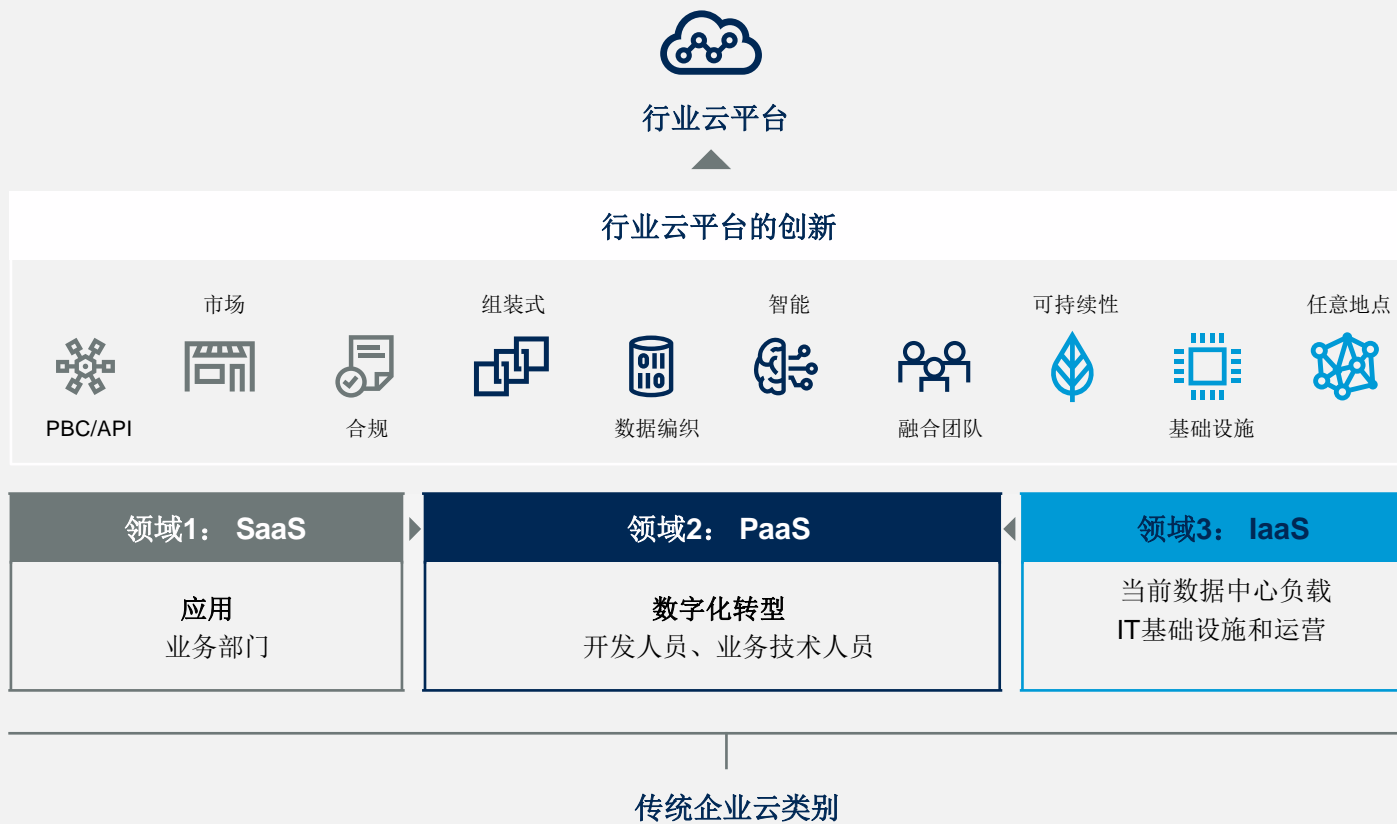 行业云平台
行业云平台的创新
市场
组装式
智能
可持续性
任意地点
PBC/API
合规
数据编织
融合团队
基础设施
领域1： SaaS
应用
业务部门
领域2： PaaS
数字化转型
开发人员、业务技术人员
领域3： IaaS
当前数据中心负载
IT基础设施和运营
传统企业云类别